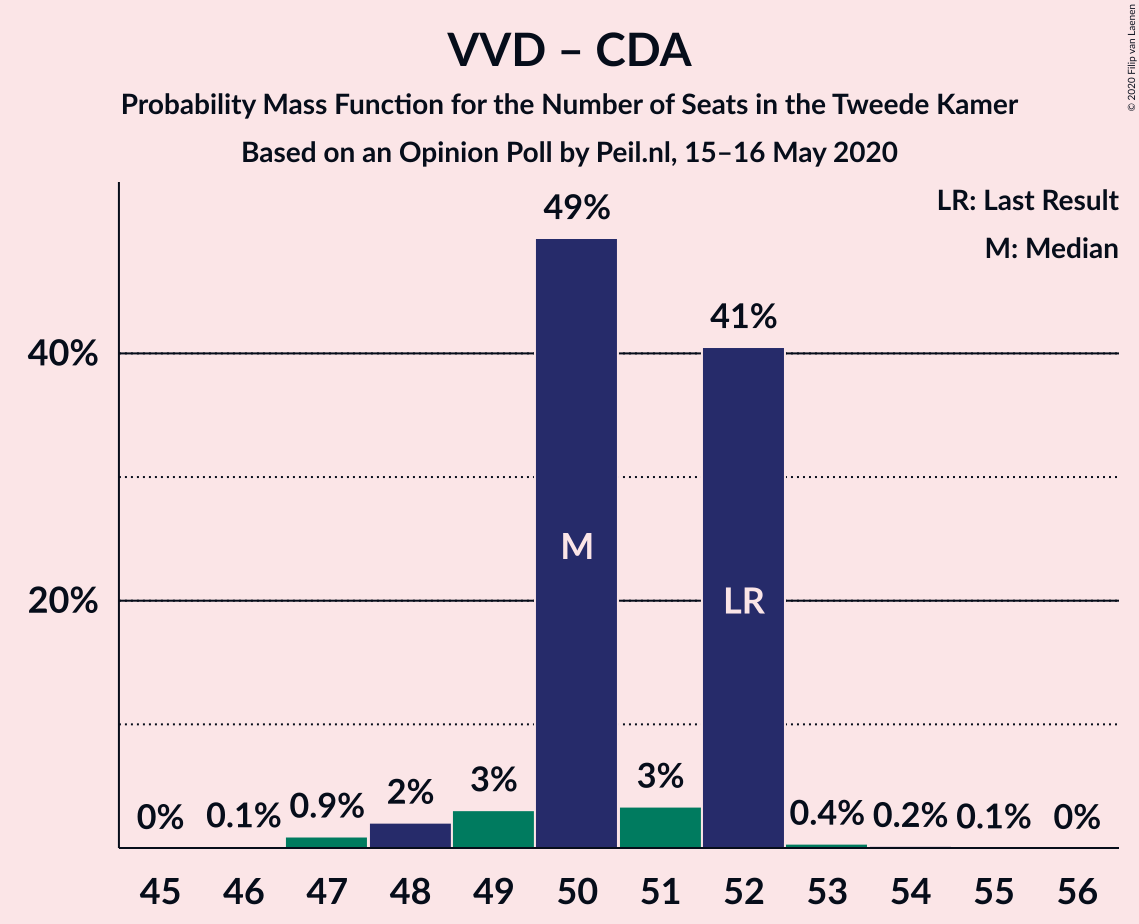 VVD – CDA
Probability Mass Function for the Number of Seats in the Tweede Kamer
Based on an Opinion Poll by Peil.nl, 15–16 May 2020
© 2020 Filip van Laenen
LR: Last Result
M: Median
40%
20%
0%
0.1%
0.9%
2%
3%
49%
3%
41%
0.4%
0.2%
0.1%
0%
M
LR
45 46 47 48 49 50 51 52 53 54 55 56